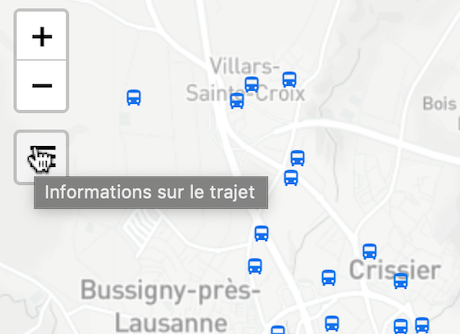 +
Villars-
Sainte-Croix
−
Bois
Informations sur le trajet
Crissier
Bussigny-près-
Lausanne